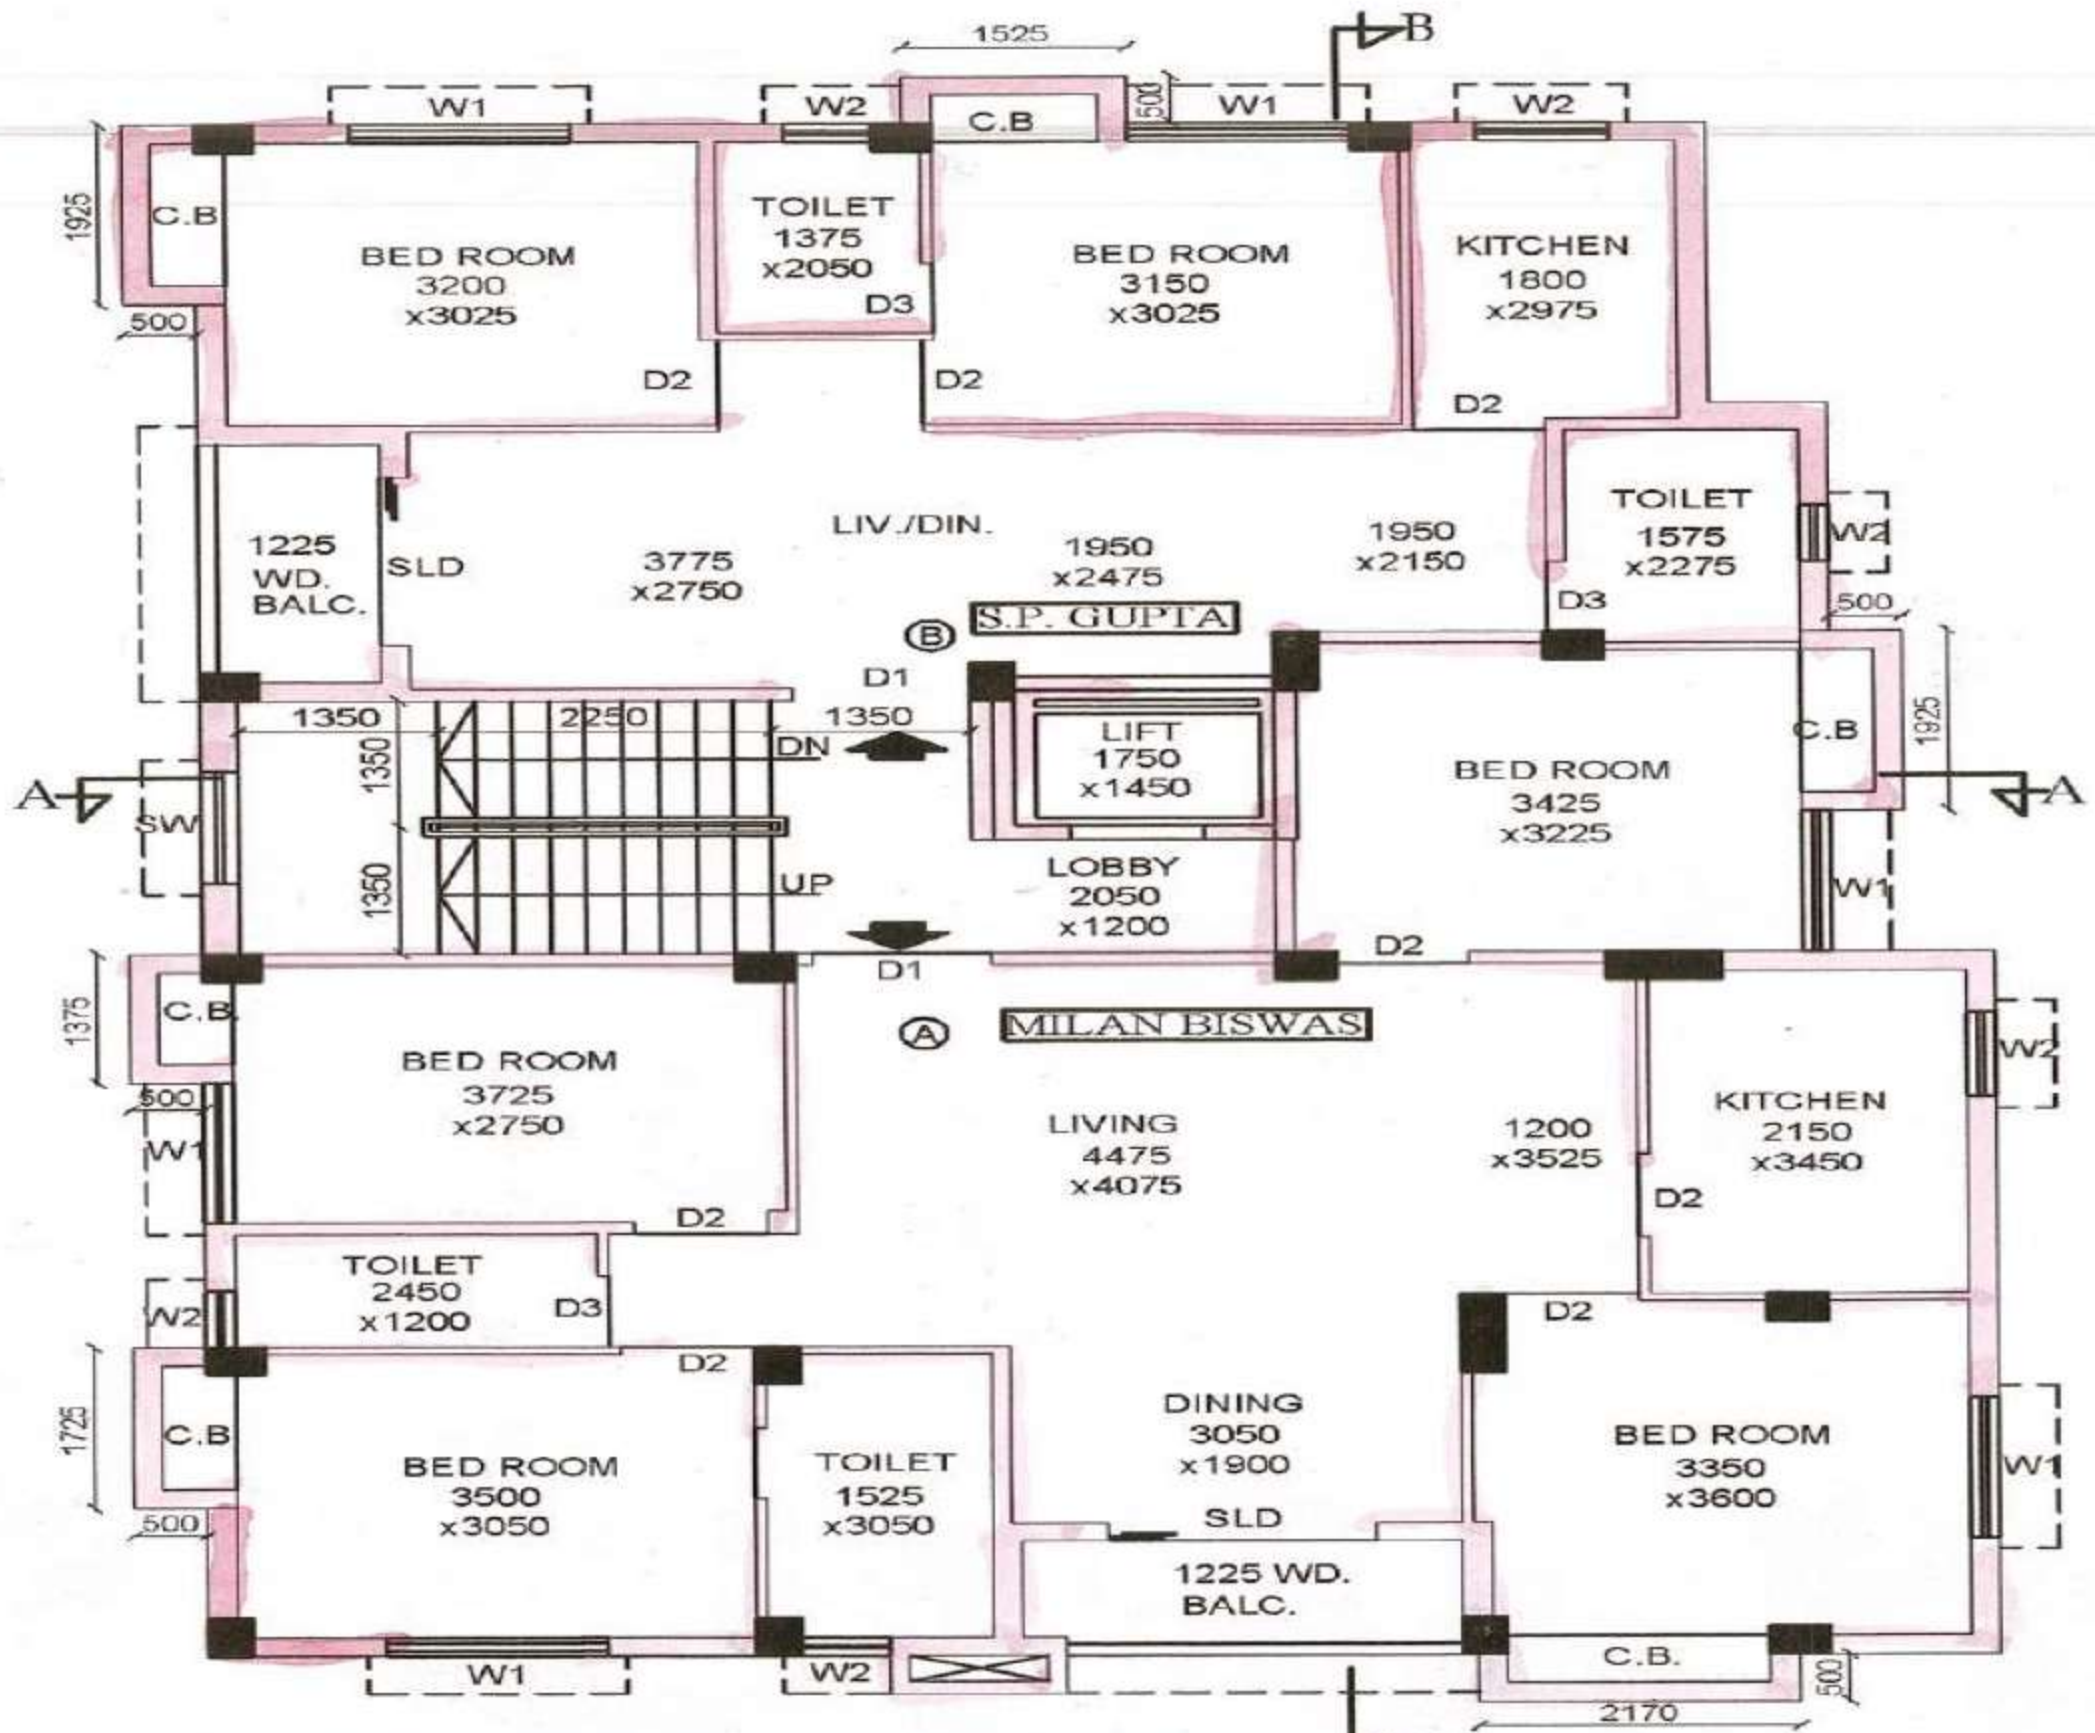 1525
B
W1
W2
500
W1
W2
C.B
1925
C.B
TOILET
1375
x2050
D3
BED ROOM
3200
x3025
BED ROOM
3150
x3025
KITCHEN
1800
x2975
500
D2
D2
D2
1225
WD.
BALC.
SLD
3775
x2750
LIV./DIN.
1950
x2475
1950
x2150
TOILET
1575
x2275
W2
D3
500
B
S.P. GUPTA
D1
1350
2250
1350
1350
DN
LIFT
1750
x1450
C.B
1925
BED ROOM
3425
x3225
A
SW
A
1350
UP
LOBBY
2050
x1200
W1
D2
D1
C.B.
1375
A
MILAN BISWAS
W2
BED ROOM
3725
x2750
500
W1
LIVING
4475
x4075
1200
x3525
KITCHEN
2150
x3450
D2
D2
TOILET
2450
x1200
D3
W2
D2
D2
1725
C.B
BED ROOM
3500
x3050
TOILET
1525
x3050
DINING
3050
x1900
BED ROOM
3350
x3600
W1
500
SLD
1225 WD.
BALC.
W1
W2
C.B.
500
2170